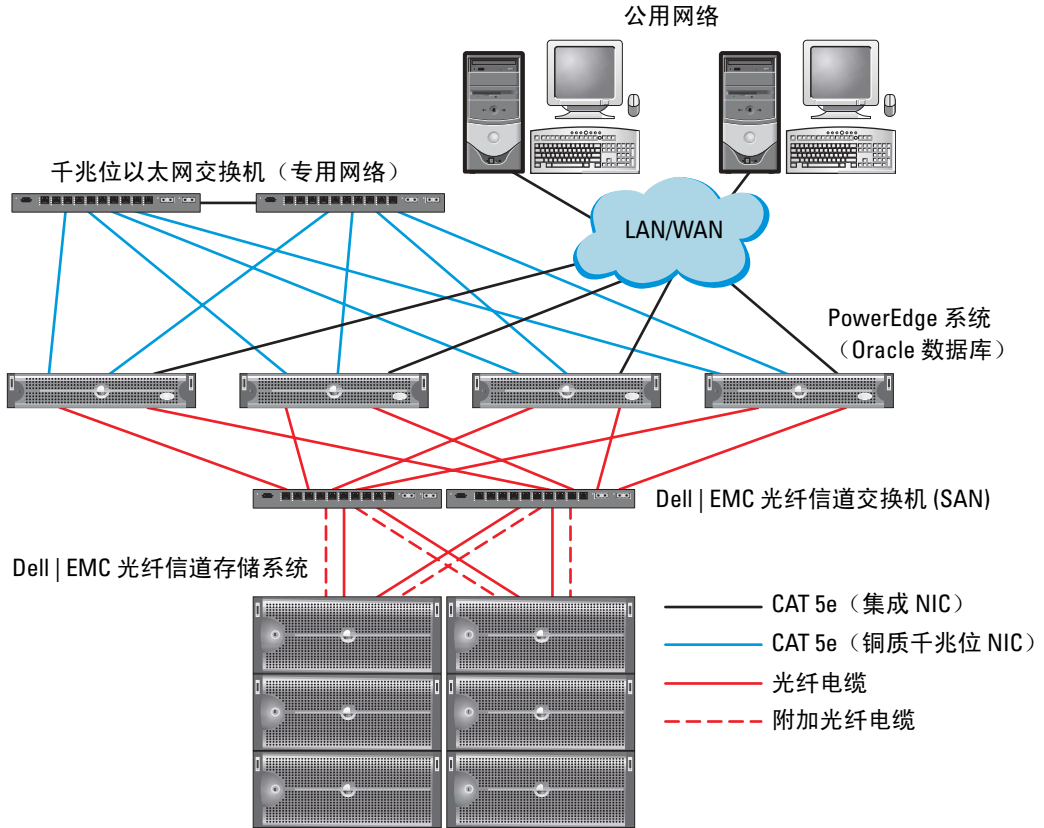 公用网络
千兆位以太网交换机（专用网络）
LAN/WAN
PowerEdge 系统
（Oracle 数据库）
Dell | EMC 光纤信道交换机 (SAN)
Dell | EMC 光纤信道存储系统
CAT 5e（集成 NIC）
CAT 5e（铜质千兆位 NIC）
光纤电缆
附加光纤电缆